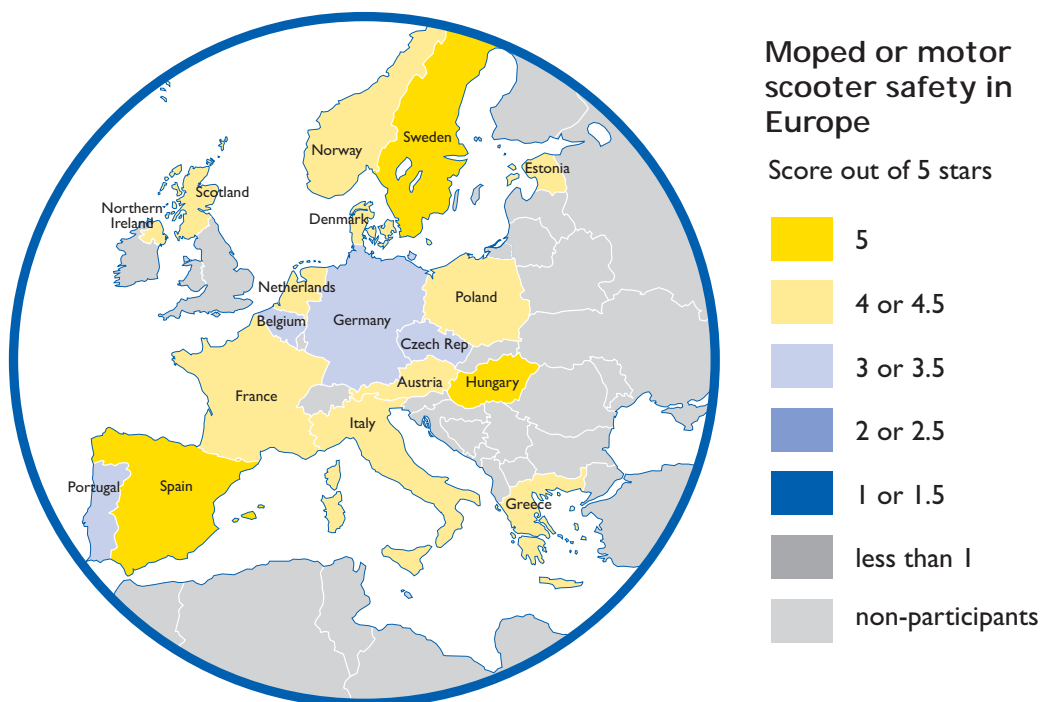 Moped or motor
scooter safety in
Europe
Score out of 5 stars
5
4 or 4.5
3 or 3.5
2 or 2.5
1 or 1.5
less than 1
non-participants
Sweden
Norway
Estonia
Scotland
Northern
Ireland
Denmark
Netherlands
Poland
Belgium
Germany
Czech Rep
Austria
Hungary
France
Italy
Portugal
Spain
Greece